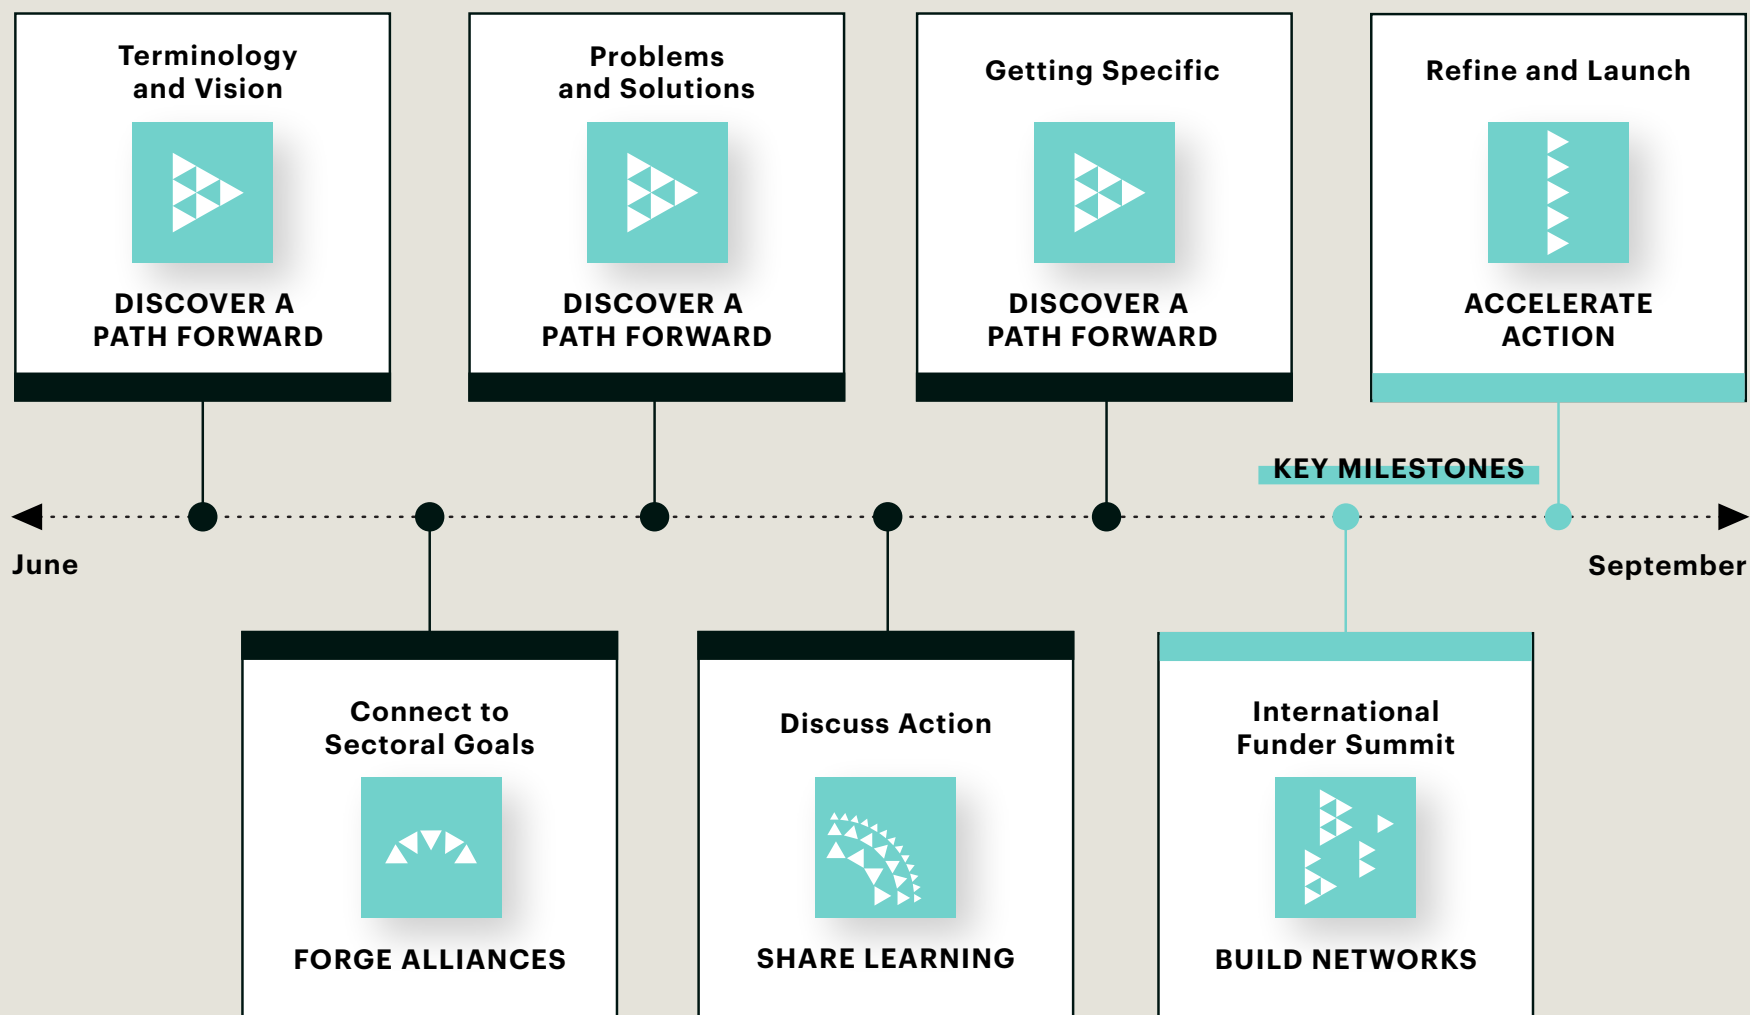 Terminology
and Vision
DISCOVER A
PATH FORWARD
Problems
and Solutions
DISCOVER A
PATH FORWARD
Getting Specific
DISCOVER A
PATH FORWARD
Refine and Launch
ACCELERATE
ACTION
KEY MILESTONES
June
September
Connect to
Sectoral Goals
FORGE ALLIANCES
Discuss Action
SHARE LEARNING
International
Funder Summit
BUILD NETWORKS